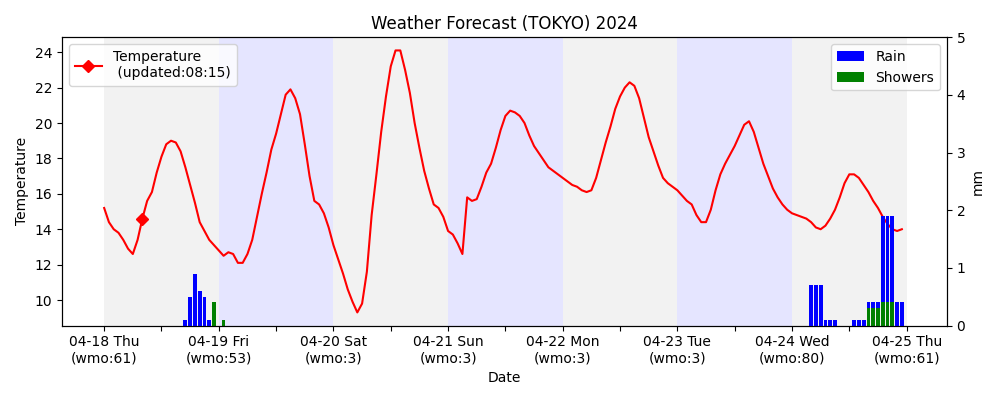 Weather Forecast (TOKYO) 2024
Temperature
(updated:08:15)
Rain
Showers
Temperature
24
22
20
18
16
14
12
10
5
4
3
2
1
0
mm
04-18 Thu
(wmo:61)
04-19 Fri
(wmo:53)
04-20 Sat
(wmo:3)
04-21 Sun
(wmo:3)
04-22 Mon
(wmo:3)
04-23 Tue
(wmo:3)
04-24 Wed
(wmo:80)
04-25 Thu
(wmo:61)
Date